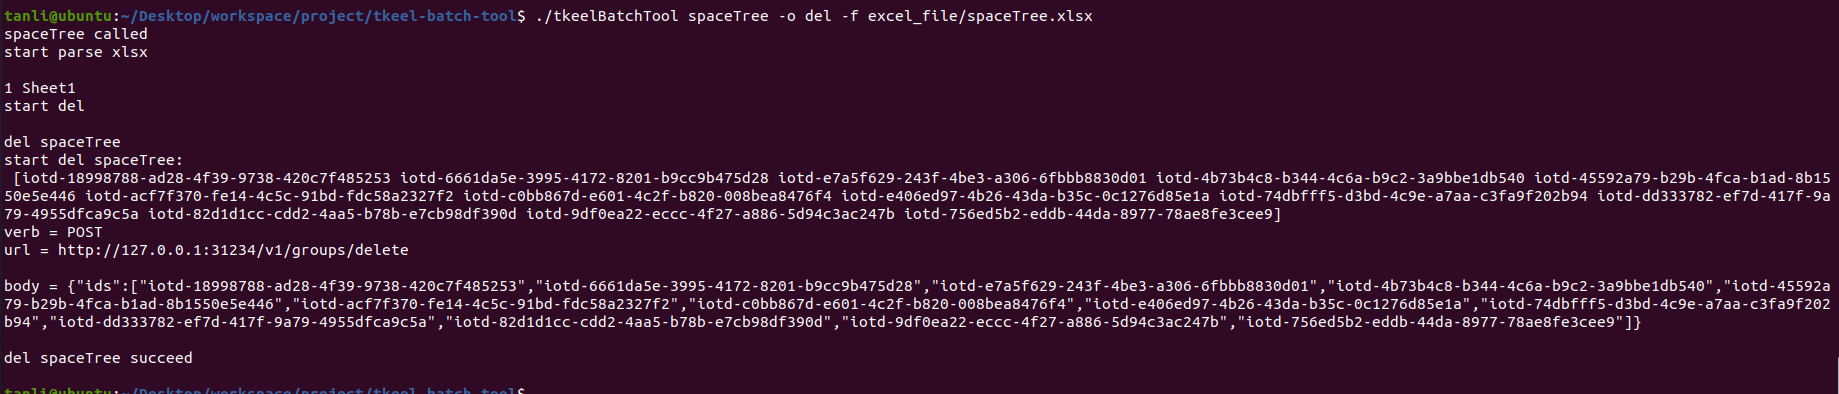 tanli@ubuntu:~/Desktop/workspace/project/tkeel-batch-tool$ ./tkeelBatchTool spaceTree -o del -f excel_file/spaceTree.xlsx
spaceTree called
start parse xlsx
1 Sheet1
start del
del spaceTree
start del spaceTree:
[iotd-18998788-ad28-4f39-9738-420c7f485253 iotd-6661da5e-3995-4172-8201-b9cc9b475d28 iotd-e7a5f629-243f-4be3-a306-6fbbb8830d01 iotd-4b73b4c8-b344-4c6a-b9c2-3a9bbe1db540 iotd-45592a79-b29b-4fca-b1ad-8b15
50e5e446 iotd-acf7f370-fe14-4c5c-91bd-fdc58a2327f2 iotd-c0bb867d-e601-4c2f-b820-008bea8476f4 iotd-e406ed97-4b26-43da-b35c-0c1276d85e1a iotd-74dbfff5-d3bd-4c9e-a7aa-c3fa9f202b94 iotd-dd333782-ef7d-417f-9a
79-4955dfca9c5a iotd-82d1d1cc-cdd2-4aa5-b78b-e7cb98df390d iotd-9df0ea22-eccc-4f27-a886-5d94c3ac247b iotd-756ed5b2-eddb-44da-8977-78ae8fe3cee9]
verb = POST
url = http://127.0.0.1:31234/v1/groups/delete
body = {"ids":["iotd-18998788-ad28-4f39-9738-420c7f485253","iotd-6661da5e-3995-4172-8201-b9cc9b475d28","iotd-e7a5f629-243f-4be3-a306-6fbbb8830d01","iotd-4b73b4c8-b344-4c6a-b9c2-3a9bbe1db540","iotd-45592a
79-b29b-4fca-b1ad-8b1550e5e446","iotd-acf7f370-fe14-4c5c-91bd-fdc58a2327f2","iotd-c0bb867d-e601-4c2f-b820-008bea8476f4","iotd-e406ed97-4b26-43da-b35c-0c1276d85e1a","iotd-74dbfff5-d3bd-4c9e-a7aa-c3fa9f202
b94","iotd-dd333782-ef7d-417f-9a79-4955dfca9c5a","iotd-82d1d1cc-cdd2-4aa5-b78b-e7cb98df390d","iotd-9df0ea22-eccc-4f27-a886-5d94c3ac247b","iotd-756ed5b2-eddb-44da-8977-78ae8fe3cee9"]}
del spaceTree succeed
tanli@ubuntu:~/Desktop/workspace/project/tkeel-batch-tool$